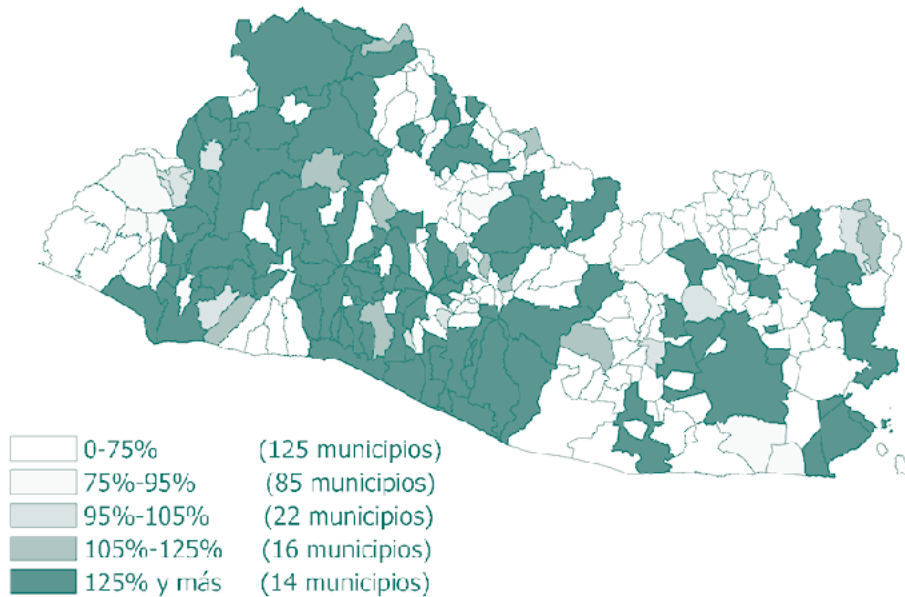 0-75% (125 municipios)
75%-95% (85 municipios)
95%-105% (22 municipios)
105%-125% (16 municipios)
125% y más (14 municipios)